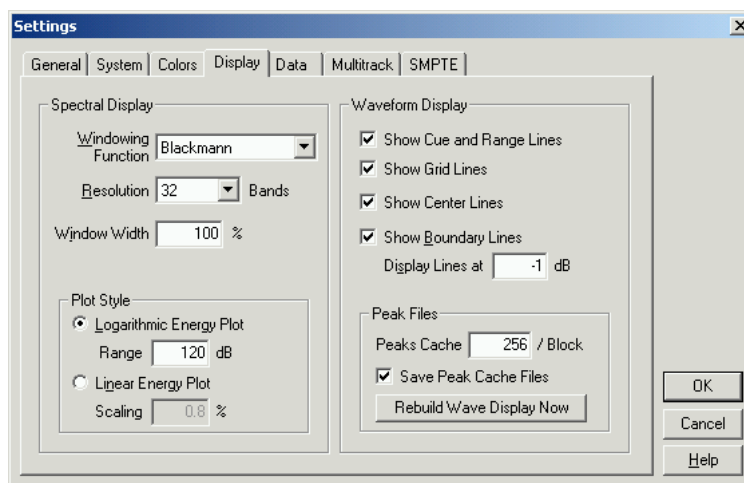 Settings
General System Colors Display Data Multitrack SMPTE
Spectral Display
Windowing Function Blackmann
Resolution 32 Bands
Window Width 100 %
Plot Style
Logarithmic Energy Plot
Range 120 dB
Linear Energy Plot
Scaling 0.8 %
Waveform Display
Show Cue and Range Lines
Show Grid Lines
Show Center Lines
Show Boundary Lines
Display Lines at -1 dB
Peak Files
Peaks Cache 256 / Block
Save Peak Cache Files
Rebuild Wave Display Now
OK
Cancel
Help